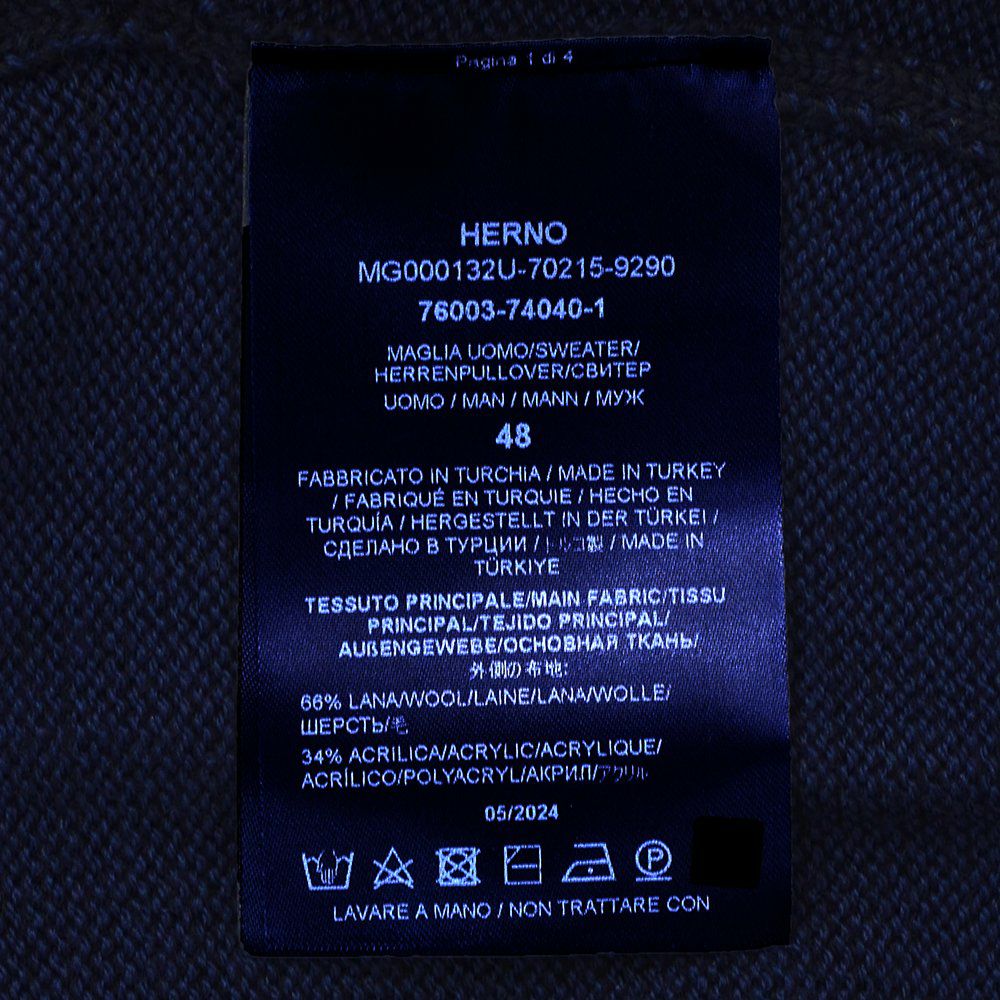 Pagina 1 di 4
HERNO
MG000132U-70215-9290
76003-74040-1
MAGLIA UOMO/SWEATER/
HERRENPULLOVER/СВИТЕР
UOMO / MAN / MANN / МУЖ
48
FABBRICATO IN TURCHIA / MADE IN TURKEY
/ FABRIQUÉ EN TURQUIE / HECHO EN
TURQUÍA / HERGESTELLT IN DER TÜRKEI /
СДЕЛАНО В ТУРЦИИ / トルコ製 / MADE IN
TÜRKIYE
TESSUTO PRINCIPALE/MAIN FABRIC/TISSU
PRINCIPAL/TEJIDO PRINCIPAL/
AUßENGEWEBE/ОСНОВНАЯ ТКАНЬ/
外側の布地:
66% LANA/WOOL/LAINE/LANA/WOLLE/
ШЕРСТЬ/毛
34% ACRILICA/ACRYLIC/ACRYLIQUE/
ACRÍLICO/POLYACRYL/АКРИЛ/アクリル
05/2024
P
LAVARE A MANO / NON TRATTARE CON